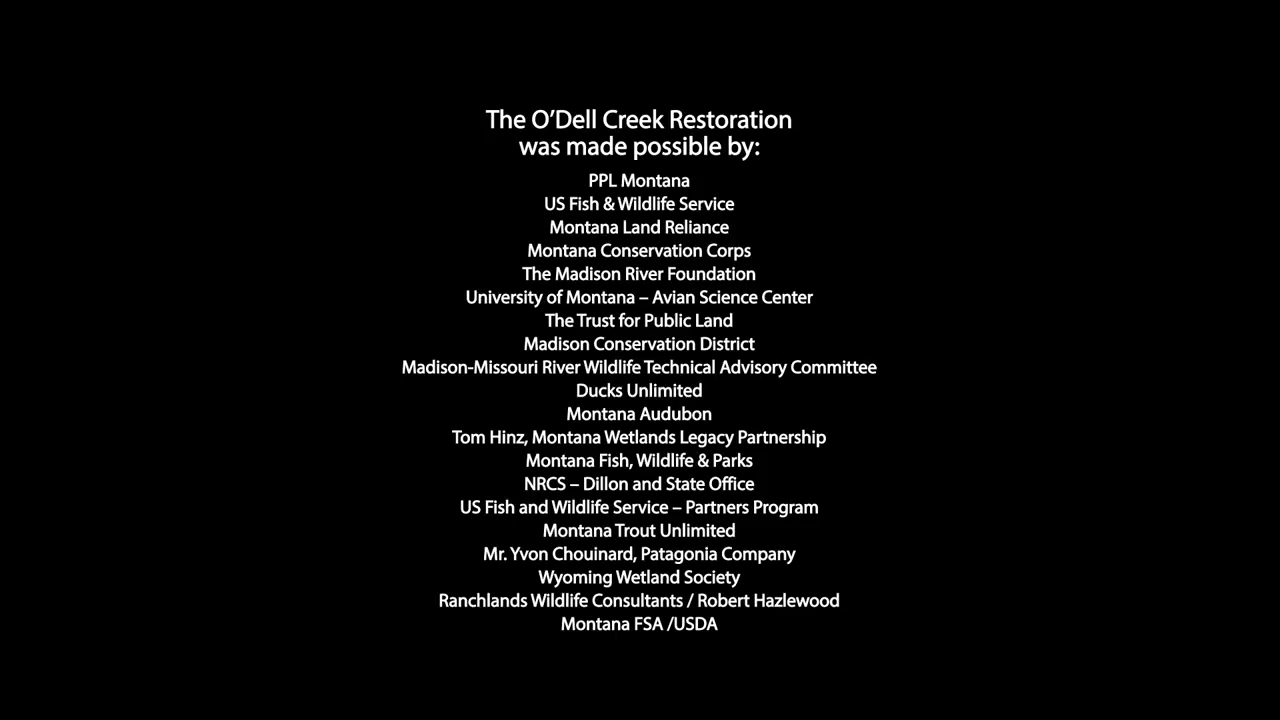 The O’Dell Creek Restoration
was made possible by:
PPL Montana
US Fish & Wildlife Service
Montana Land Reliance
Montana Conservation Corps
The Madison River Foundation
University of Montana – Avian Science Center
The Trust for Public Land
Madison Conservation District
Madison-Missouri River Wildlife Technical Advisory Committee
Ducks Unlimited
Montana Audubon
Tom Hinz, Montana Wetlands Legacy Partnership
Montana Fish, Wildlife & Parks
NRCS – Dillon and State Office
US Fish and Wildlife Service – Partners Program
Montana Trout Unlimited
Mr. Yvon Chouinard, Patagonia Company
Wyoming Wetland Society
Ranchlands Wildlife Consultants / Robert Hazlewood
Montana FSA /USDA